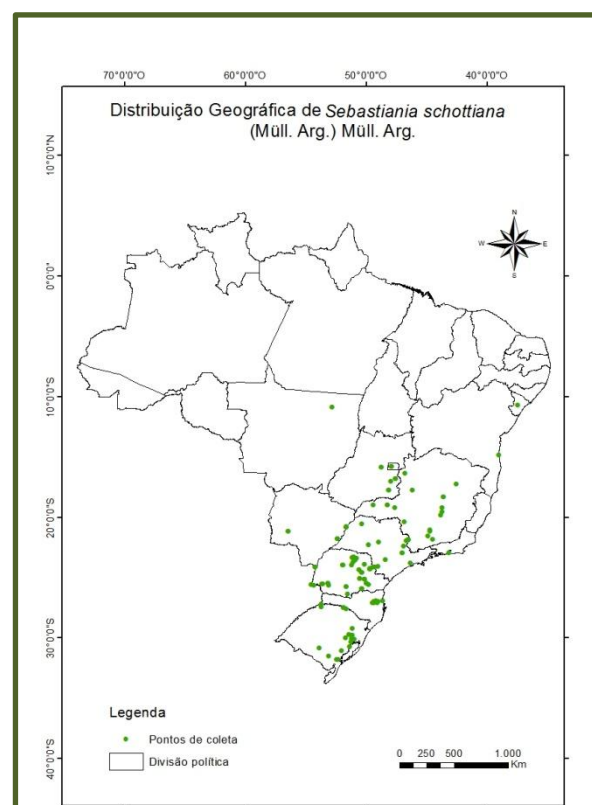 70°0'0"O 60°0'0"O 50°0'0"O 40°0'0"O
Distribuição Geográfica de Sebastiania schottiana
(Müll. Arg.) Müll. Arg.
10°0'0"N
N
W E
S
0°0'0"
10°0'0"S
20°0'0"S
30°0'0"S
40°0'0"S
Legenda
Pontos de coleta
Divisão política
0 250 500 1.000
Km